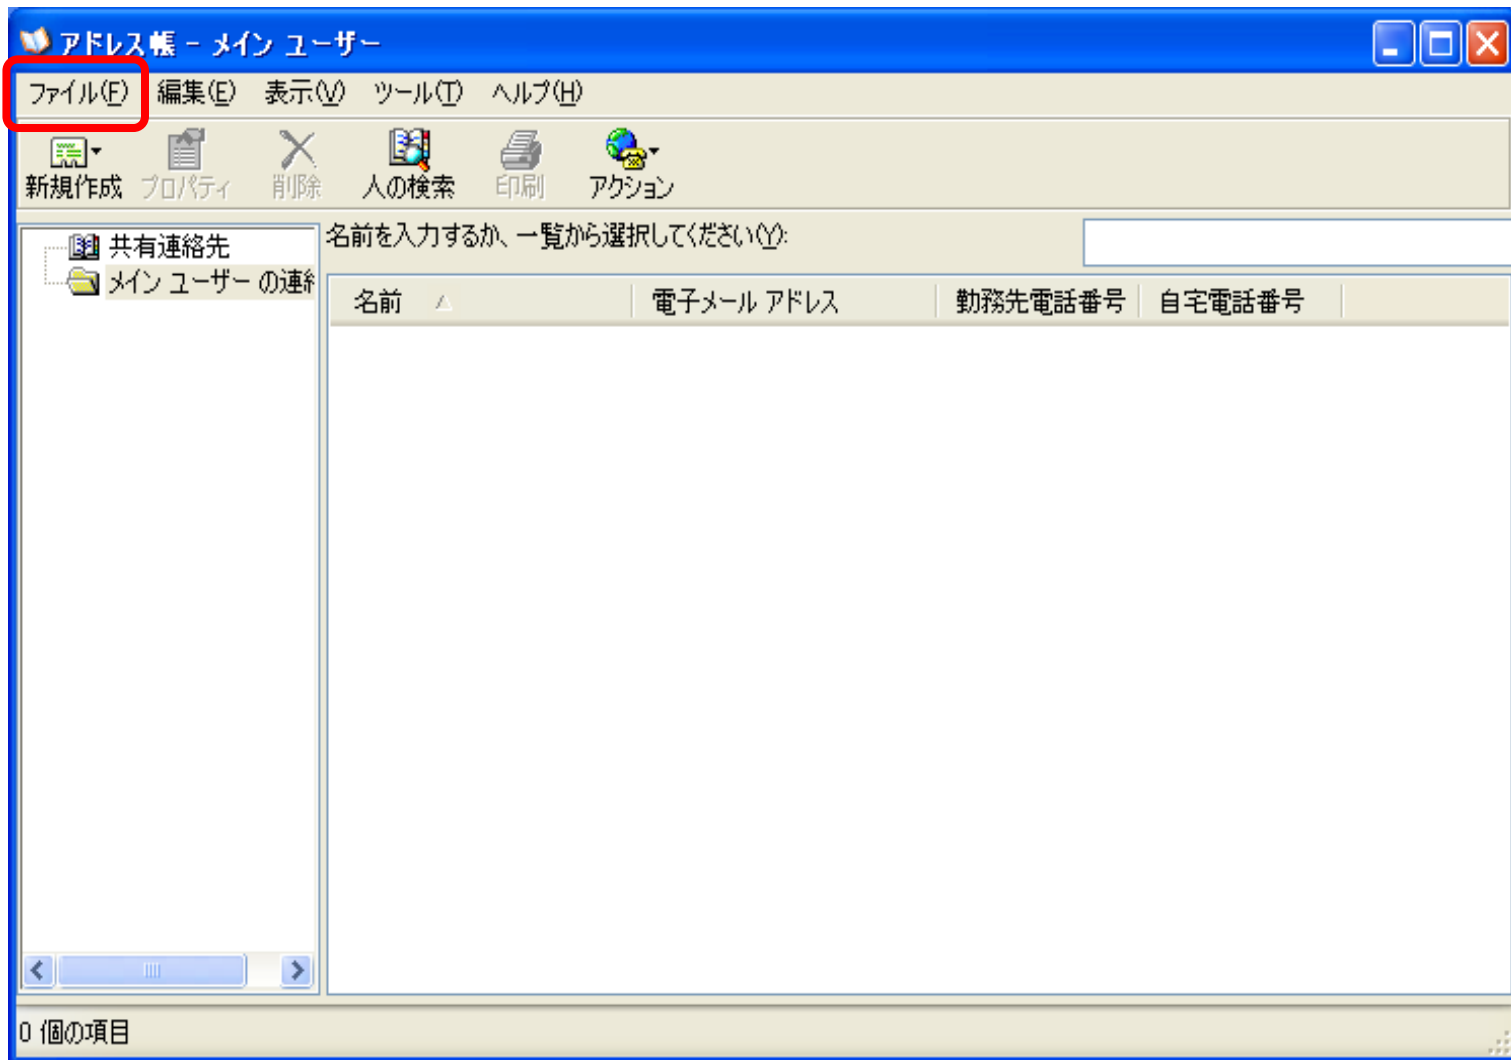 アドレス帳 - メイン ユーザー
ファイル(F) 編集(E) 表示(V) ツール(T) ヘルプ(H)
新規作成 プロパティ 削除 人の検索 印刷 アクション
共有連絡先
メイン ユーザー の連絡
名前を入力するか、一覧から選択してください(Y):
名前 電子メール アドレス 勤務先電話番号 自宅電話番号
0 個の項目